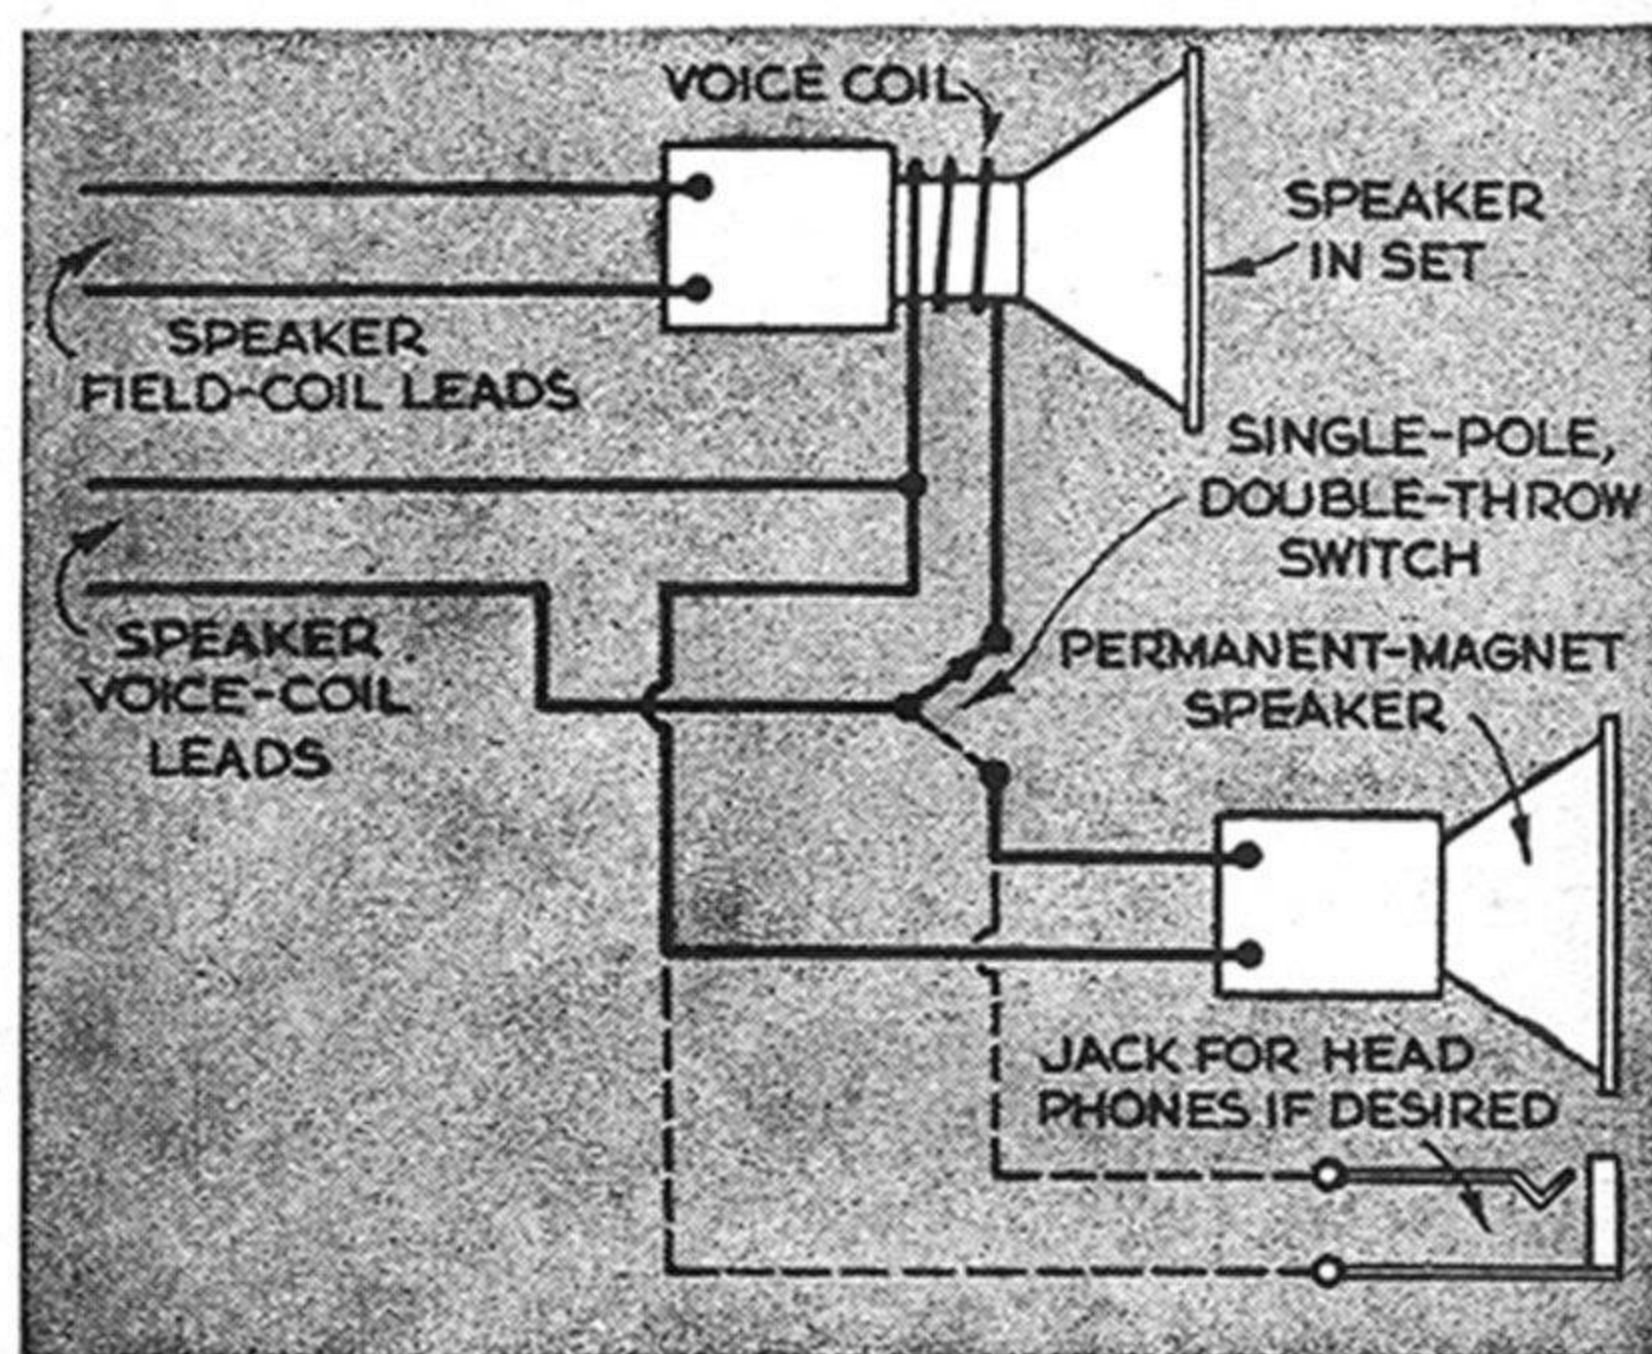 VOICE COIL
SPEAKER
IN SET
SPEAKER
FIELD-COIL LEADS
SINGLE-POLE,
DOUBLE-THROW
SWITCH
SPEAKER
VOICE-COIL
LEADS
PERMANENT-MAGNET
SPEAKER
JACK FOR HEAD
PHONES IF DESIRED